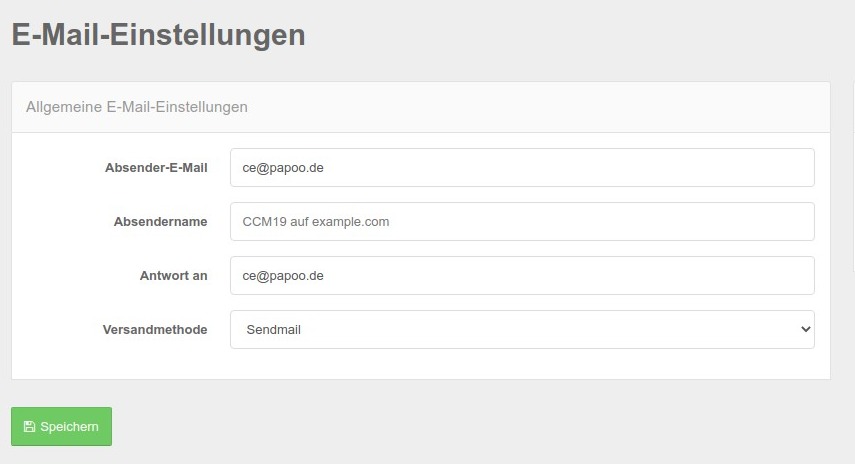 E-Mail-Einstellungen
Allgemeine E-Mail-Einstellungen
Absender-E-Mail ce@papoo.de
Absendername CCM19 auf example.com
Antwort an ce@papoo.de
Versandmethode Sendmail
Speichern